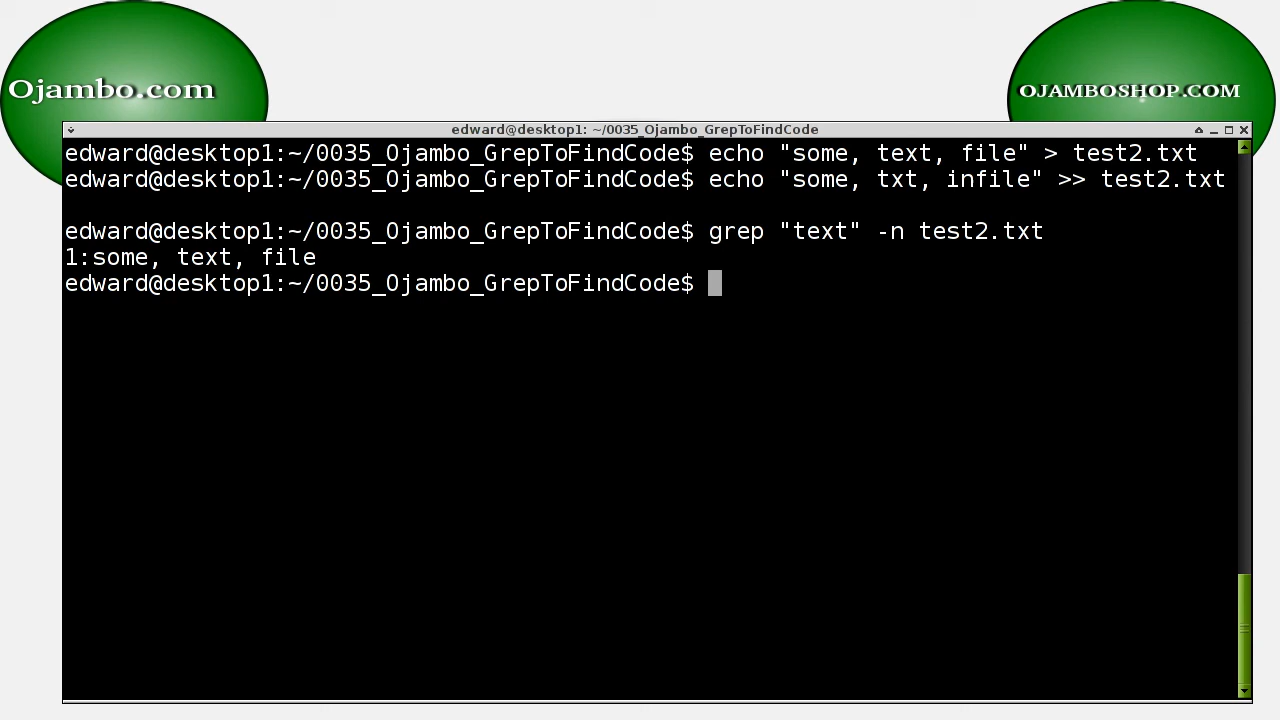 Ojambo.com
OJAMBOSHOP.COM
edward@desktop1: ~/0035_Ojambo_GrepToFindCode
edward@desktop1:~/0035_Ojambo_GrepToFindCode$ echo "some, text, file" > test2.txt
edward@desktop1:~/0035_Ojambo_GrepToFindCode$ echo "some, txt, infile" >> test2.txt
edward@desktop1:~/0035_Ojambo_GrepToFindCode$ grep "text" -n test2.txt
1:some, text, file
edward@desktop1:~/0035_Ojambo_GrepToFindCode$